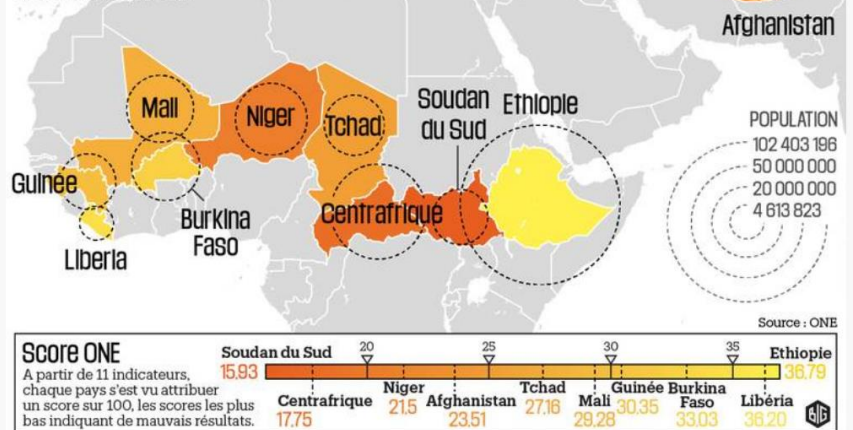 Afghanistan
Mali
Niger
Tchad
Soudan
du Sud
Ethiopie
Guinée
Centrafrique
Burkina
Faso
Liberia
POPULATION
102 403 196
50 000 000
20 000 000
4 613 823
Source : ONE
Score ONE
A partir de 11 indicateurs,
chaque pays s'est vu attribuer
un score sur 100, les scores les plus
bas indiquant de mauvais résultats.
20 25 30 35
Soudan du Sud
15,93
Ethiopie
36,79
Centrafrique
17,75
Niger
21,5
Afghanistan
23,51
Tchad
27,16
Mali
29,28
Guinée
30,35
Burkina
Faso
33,03
Libéria
36,20
BIG